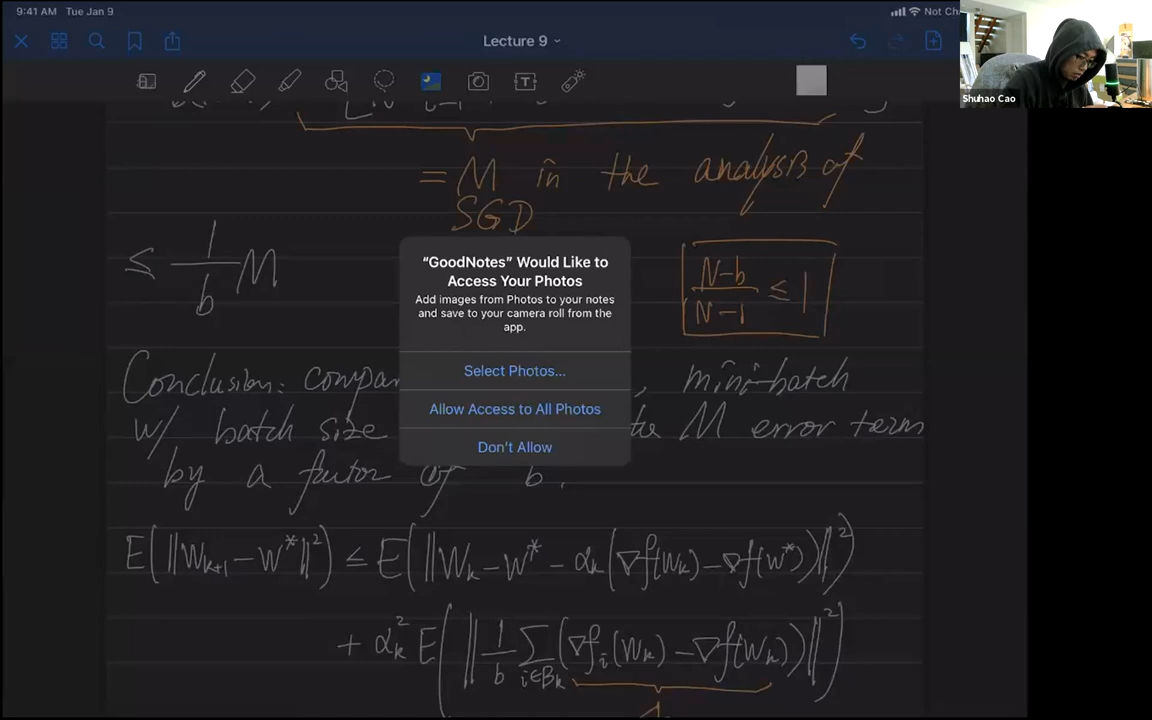 9:41 AM Tue Jan 9
Not Ch
Lecture 9
Shuhao Cao
= M in the analysis of
SGD
≤ 1/b M
(N-b)/(N-1) ≤ 1
"GoodNotes" Would Like to
Access Your Photos
Add images from Photos to your notes
and save to your camera roll from the
app.
Select Photos...
Allow Access to All Photos
Don't Allow
Conclusion: compa , mini-batch
w/ batch size the M error term
by a factor of b.
E(‖W_{k+1} - W*‖²) ≤ E(‖W_k - W* - α_k(∇f(W_k) - ∇f(W*))‖²)
+ α_k² E(‖1/b Σ_{i∈B_k} (∇f_i(W_k) - ∇f(W_k))‖²)